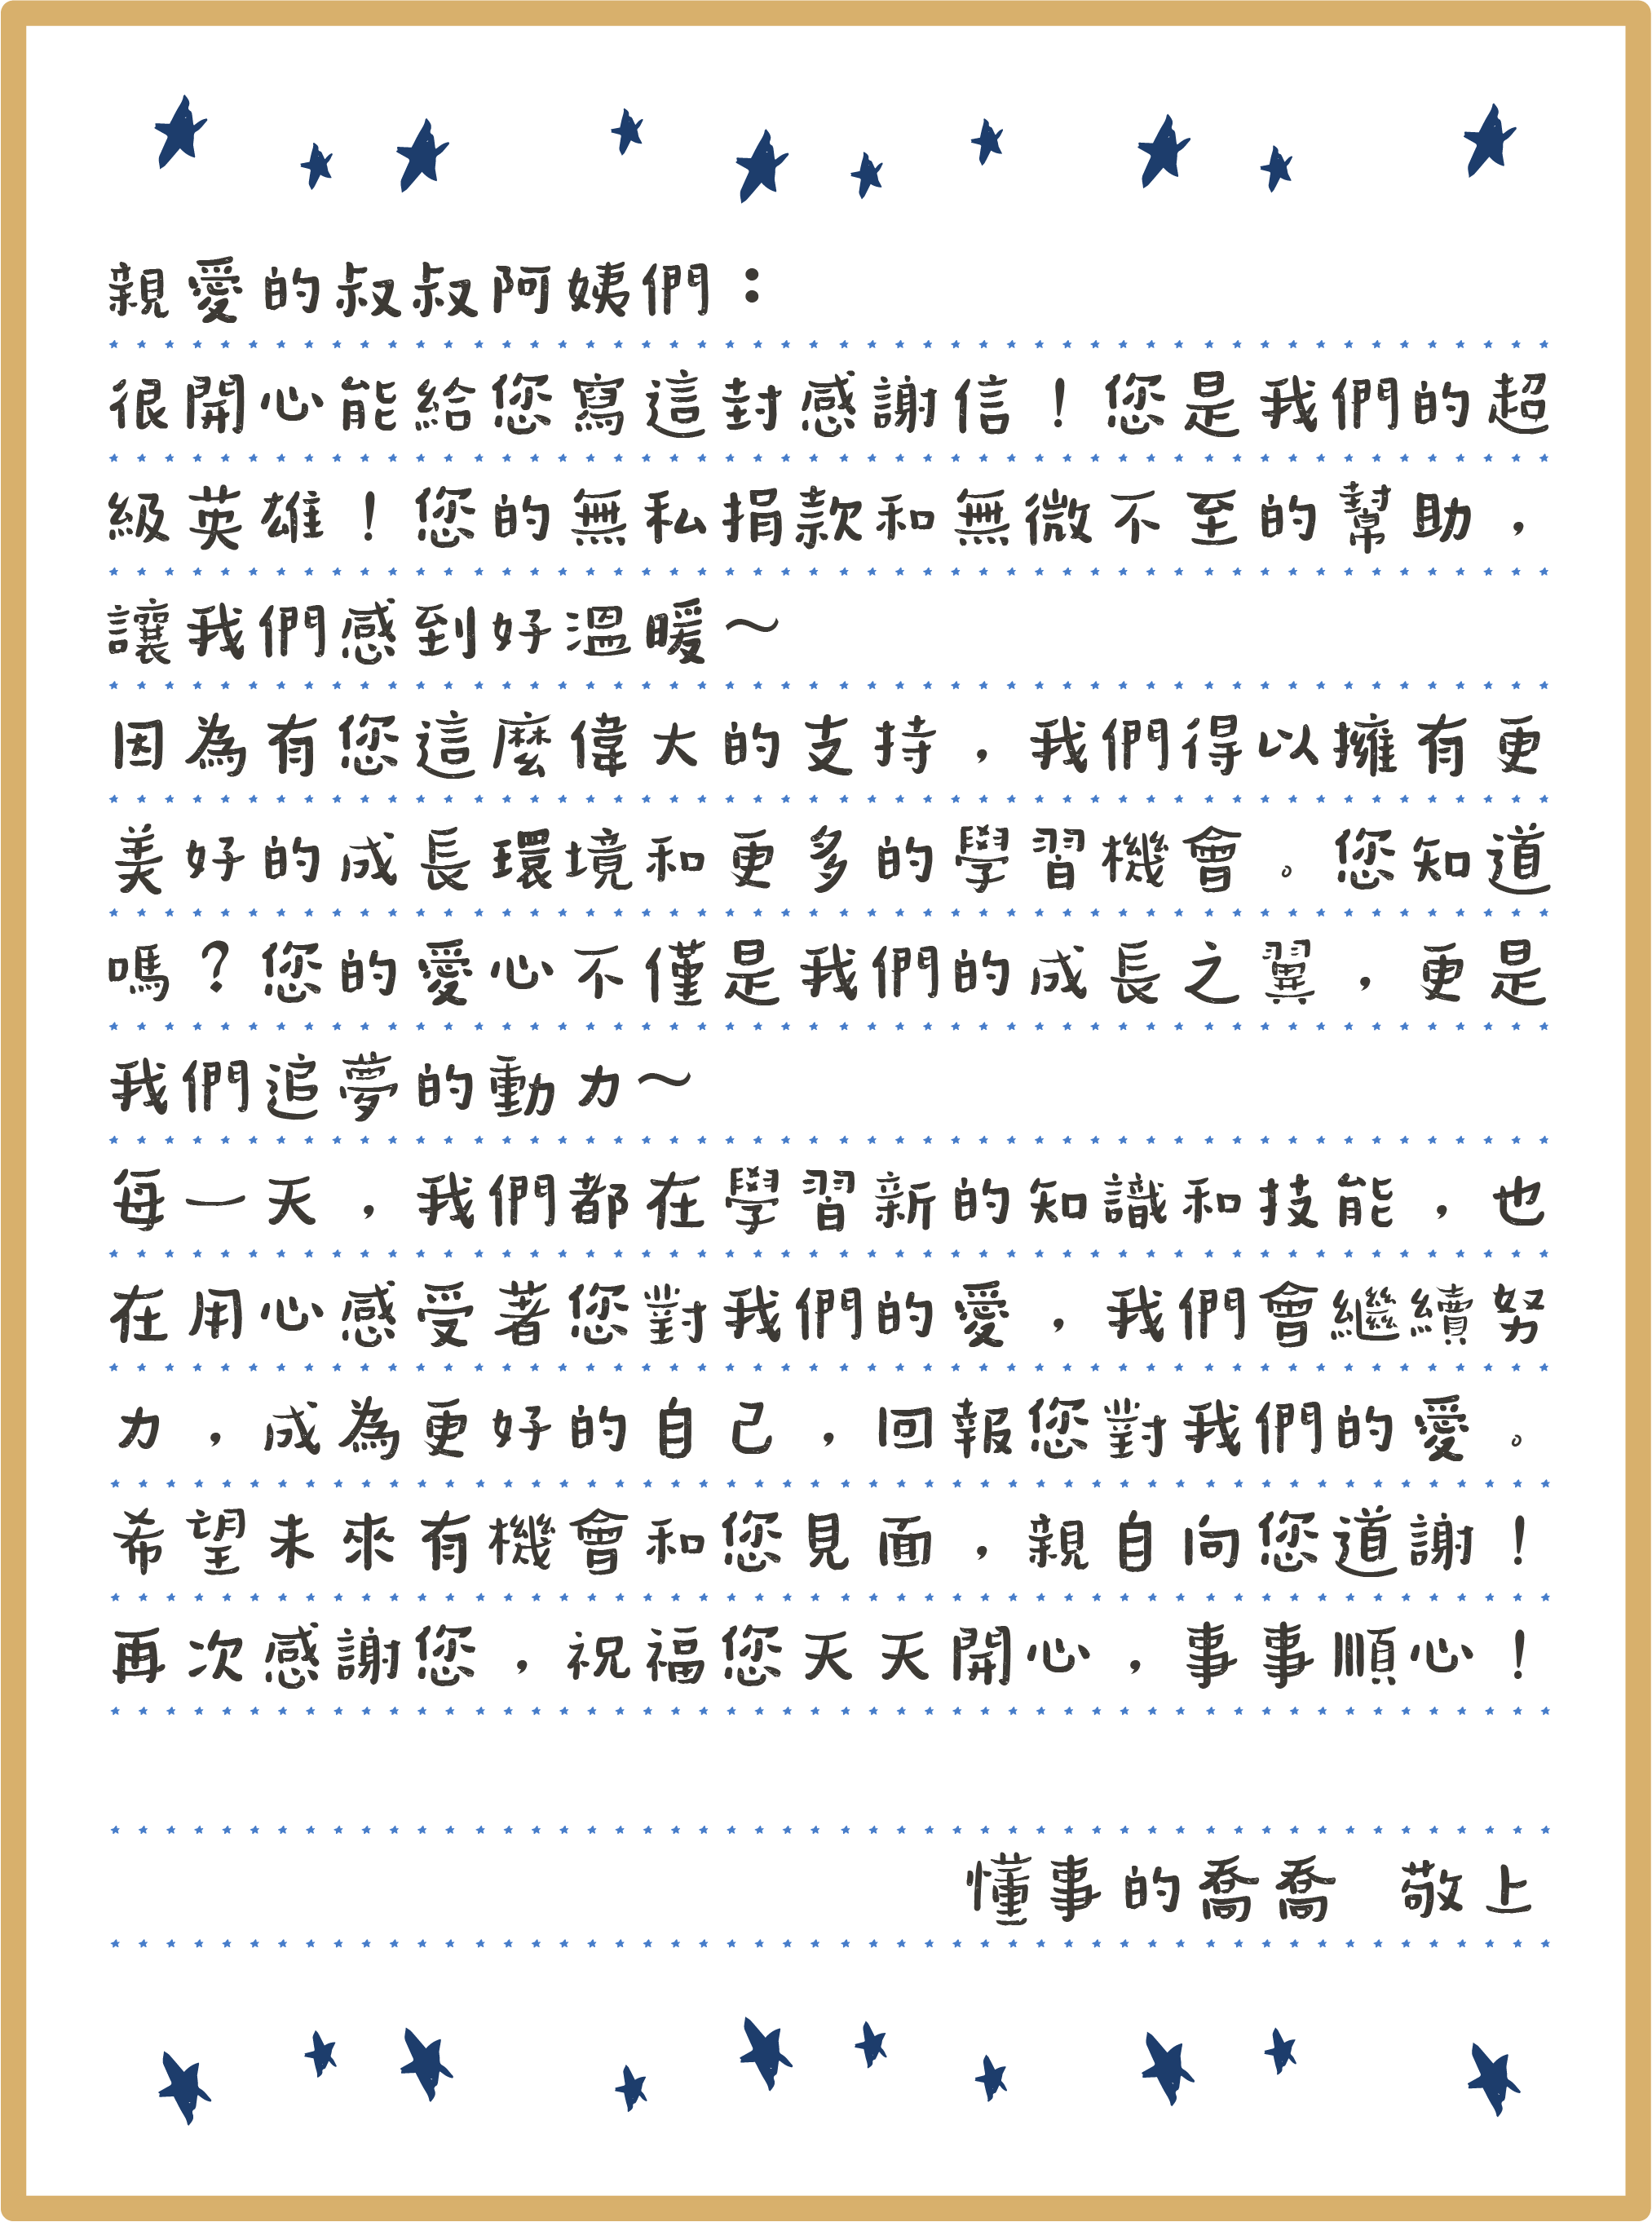 親愛的叔叔阿姨們：
很開心能給您寫這封感謝信！您是我們的超
級英雄！您的無私捐款和無微不至的幫助，
讓我們感到好溫暖～
因為有您這麼偉大的支持，我們得以擁有更
美好的成長環境和更多的學習機會。您知道
嗎？您的愛心不僅是我們的成長之翼，更是
我們追夢的動力～
每一天，我們都在學習新的知識和技能，也
在用心感受著您對我們的愛，我們會繼續努
力，成為更好的自己，回報您對我們的愛。
希望未來有機會和您見面，親自向您道謝！
再次感謝您，祝福您天天開心，事事順心！
懂事的喬喬 敬上